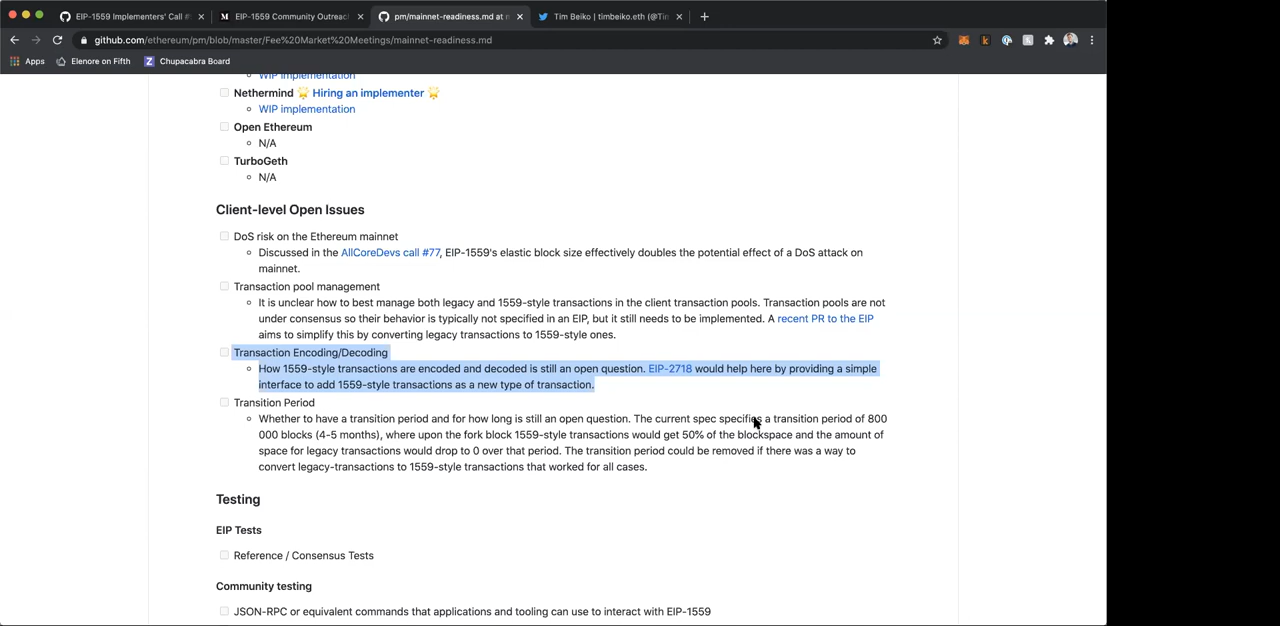 EIP-1559 Implementers' Call #
EIP-1559 Community Outreac
pm/mainnet-readiness.md at m
Tim Beiko | timbeiko.eth (@Tim
github.com/ethereum/pm/blob/master/Fee%20Market%20Meetings/mainnet-readiness.md
Apps
Elenore on Fifth
Chupacabra Board
WIP implementation
Nethermind 🌟 Hiring an implementer 🌟
WIP implementation
Open Ethereum
N/A
TurboGeth
N/A
Client-level Open Issues
DoS risk on the Ethereum mainnet
Discussed in the AllCoreDevs call #77, EIP-1559's elastic block size effectively doubles the potential effect of a DoS attack on
mainnet.
Transaction pool management
It is unclear how to best manage both legacy and 1559-style transactions in the client transaction pools. Transaction pools are not
under consensus so their behavior is typically not specified in an EIP, but it still needs to be implemented. A recent PR to the EIP
aims to simplify this by converting legacy transactions to 1559-style ones.
Transaction Encoding/Decoding
How 1559-style transactions are encoded and decoded is still an open question. EIP-2718 would help here by providing a simple
interface to add 1559-style transactions as a new type of transaction.
Transition Period
Whether to have a transition period and for how long is still an open question. The current spec specifies a transition period of 800
000 blocks (4-5 months), where upon the fork block 1559-style transactions would get 50% of the blockspace and the amount of
space for legacy transactions would drop to 0 over that period. The transition period could be removed if there was a way to
convert legacy-transactions to 1559-style transactions that worked for all cases.
Testing
EIP Tests
Reference / Consensus Tests
Community testing
JSON-RPC or equivalent commands that applications and tooling can use to interact with EIP-1559